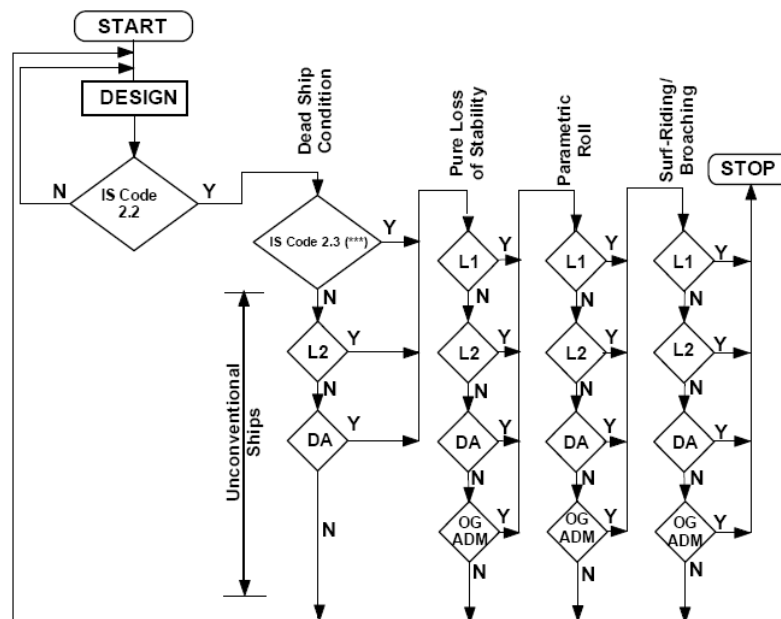 START
DESIGN
N
IS Code
2.2
Y
Dead Ship
Condition
IS Code 2.3 (***)
Y
N
L2
Y
N
DA
Y
N
Unconventional
Ships
Pure Loss
of Stability
L1
Y
N
L2
Y
N
DA
Y
N
OG
ADM
Y
N
Parametric
Roll
L1
Y
N
L2
Y
N
DA
Y
N
OG
ADM
Y
N
Surf-Riding/
Broaching
L1
Y
N
L2
Y
N
DA
Y
N
OG
ADM
Y
N
STOP